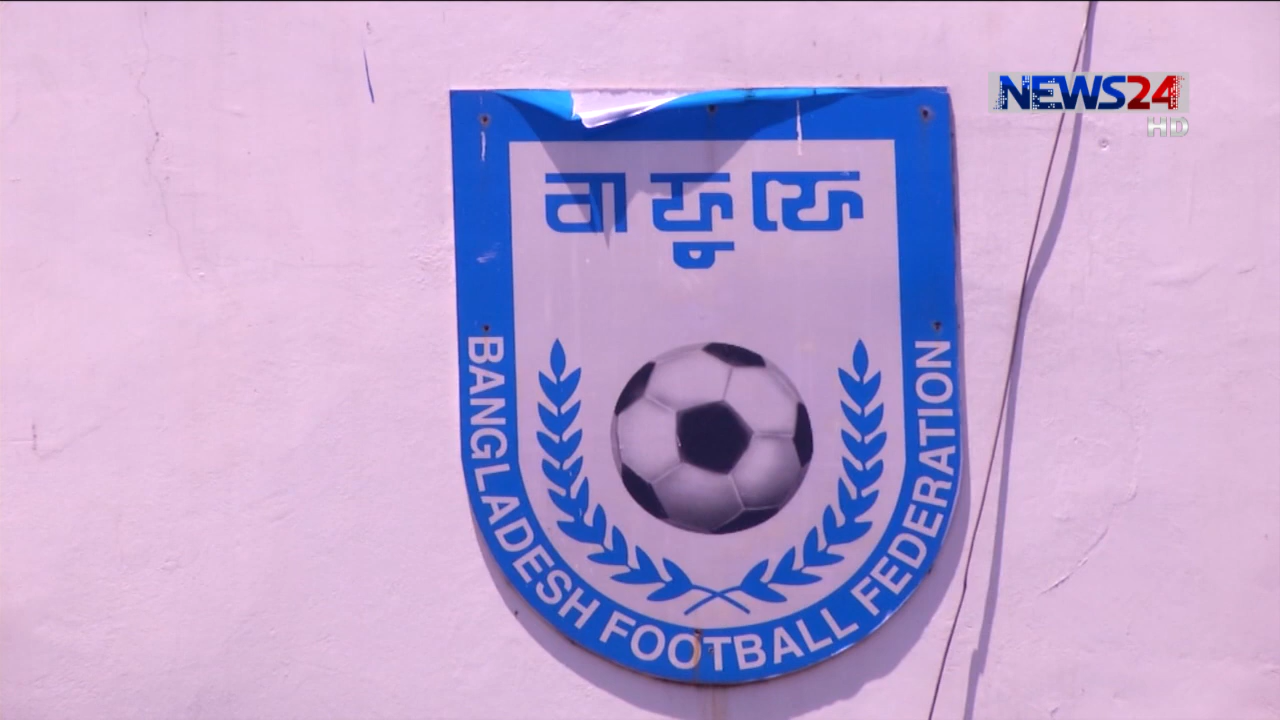 NEWS24
HD
বাফুফে
BANGLADESH FOOTBALL FEDERATION